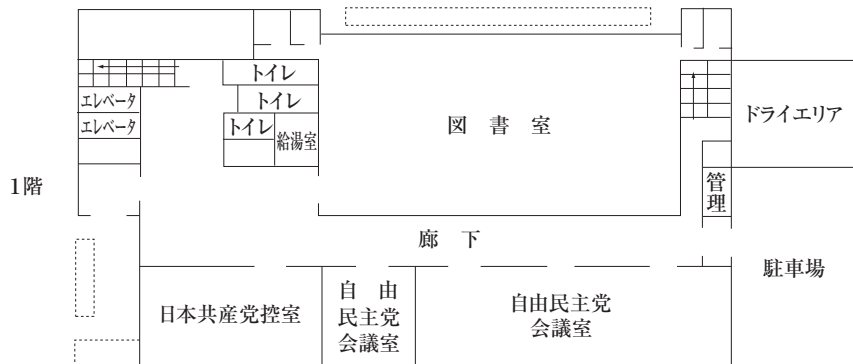 トイレ
エレベータ
トイレ
ドライエリア
エレベータ
トイレ
給湯室
図 書 室
1階
管理
廊 下
駐車場
日本共産党控室
自 由
民主党
会議室
自由民主党
会議室